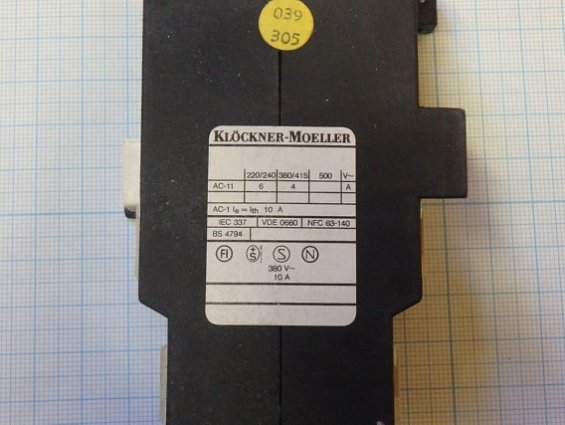 039
305
KLÖCKNER-MOELLER
220/240 380/415 500 V~
AC-11 6 4 A
AC-1 Ie = Ith 10 A
IEC 337 VDE 0660 NFC 63-140
BS 4794
FI S S N
380 V~
10 A